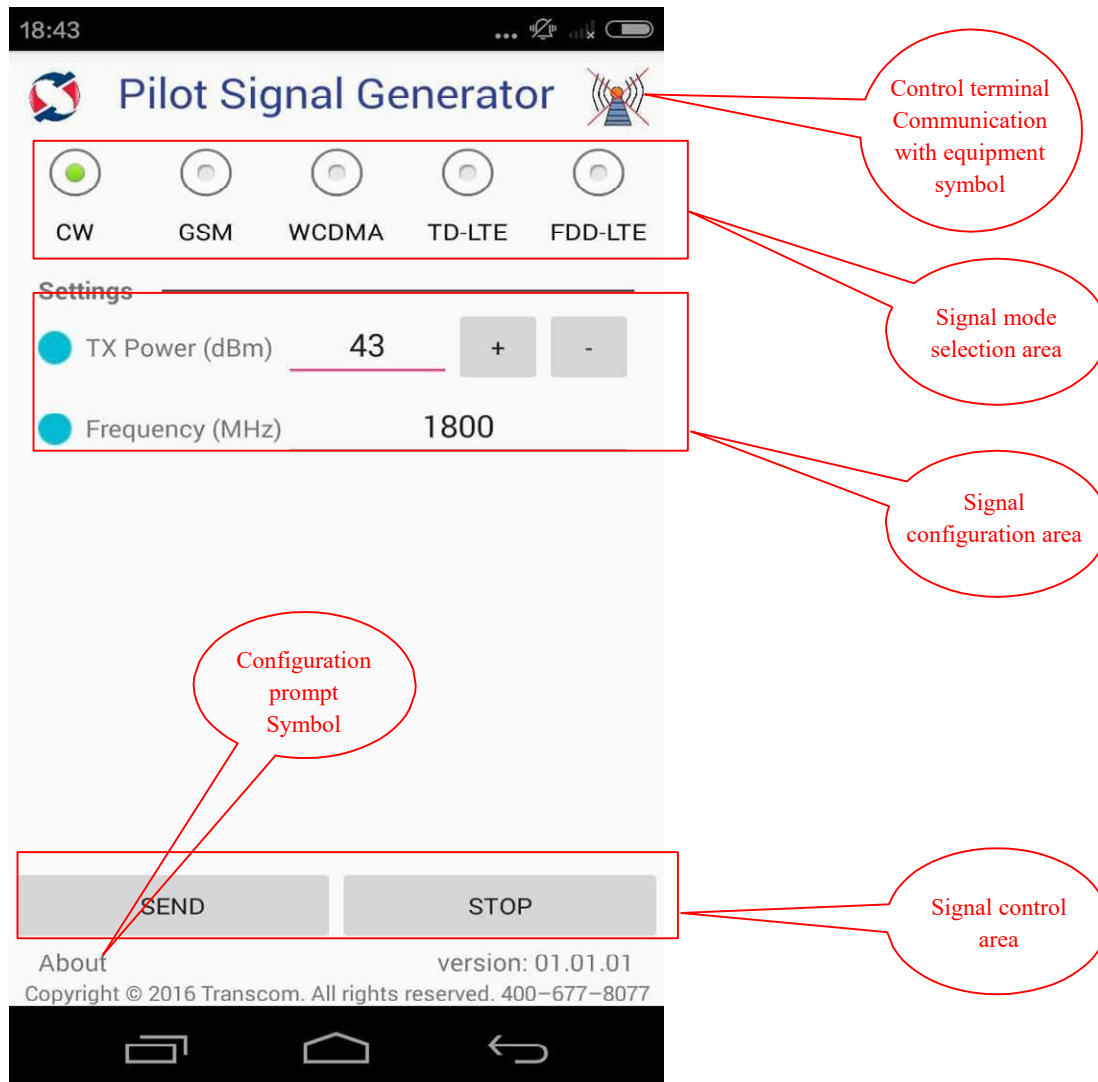 18:43
Pilot Signal Generator
Control terminal
Communication
with equipment
symbol
CW GSM WCDMA TD-LTE FDD-LTE
Settings
TX Power (dBm) 43 + -
Signal mode
selection area
Frequency (MHz) 1800
Signal
configuration area
Configuration
prompt
Symbol
SEND STOP
Signal control
area
About version: 01.01.01
Copyright © 2016 Transcom. All rights reserved. 400–677–8077